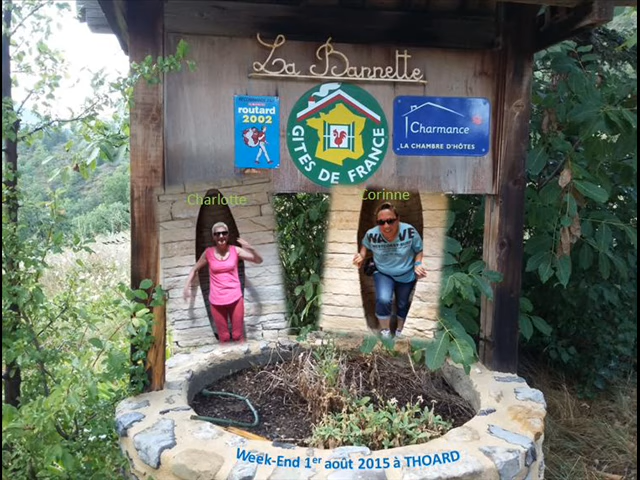 La Bannette
routard
2002
GITES DE FRANCE
Charmance
LA CHAMBRE D'HÔTES
Charlotte
Corinne
WAVE
Week-End 1er août 2015 à THOARD